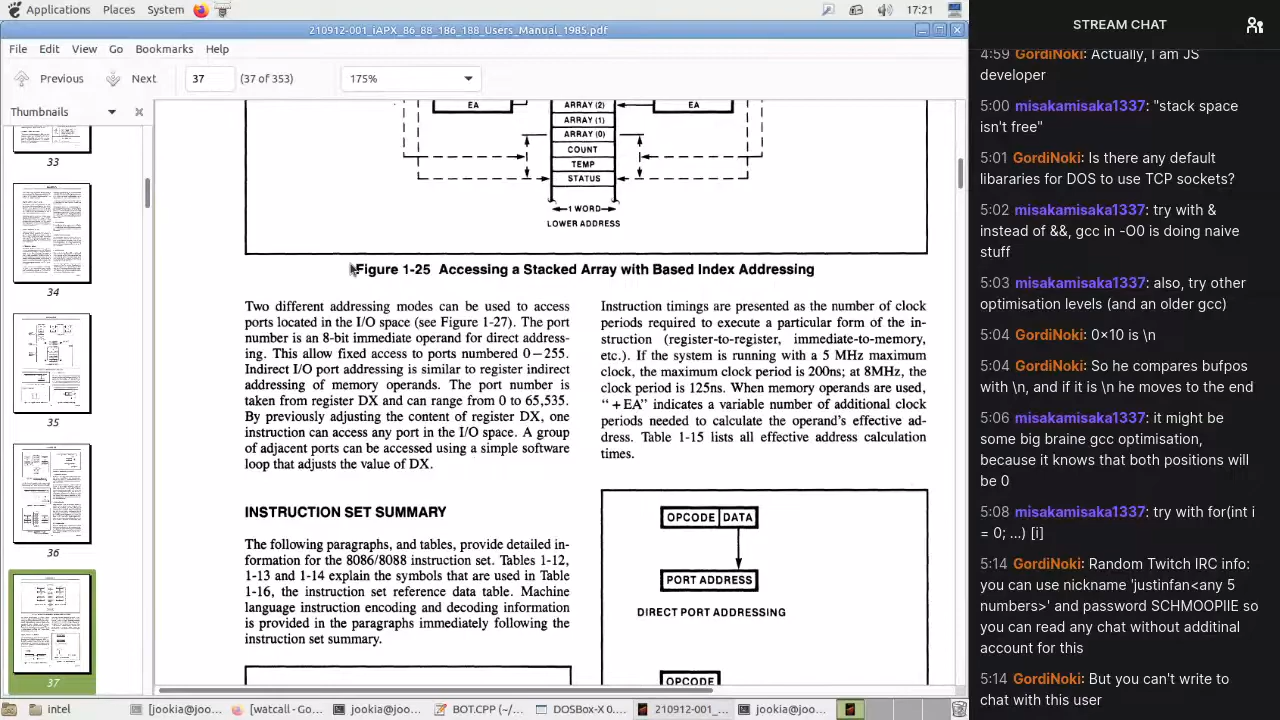 Applications Places System 17:21
210912-001_iAPX_86_88_186_188_Users_Manual_1985.pdf
File Edit View Go Bookmarks Help
Previous Next 37 (37 of 353) 175%
Thumbnails
33
34
35
36
37
EA ARRAY (2) EA
ARRAY (1)
ARRAY (0)
COUNT
TEMP
STATUS
1 WORD
LOWER ADDRESS
Figure 1-25 Accessing a Stacked Array with Based Index Addressing
Two different addressing modes can be used to access
ports located in the I/O space (see Figure 1-27). The port
number is an 8-bit immediate operand for direct address-
ing. This allow fixed access to ports numbered 0—255.
Indirect I/O port addressing is similar to register indirect
addressing of memory operands. The port number is
taken from register DX and can range from 0 to 65,535.
By previously adjusting the content of register DX, one
instruction can access any port in the I/O space. A group
of adjacent ports can be accessed using a simple software
loop that adjusts the value of DX.
INSTRUCTION SET SUMMARY
The following paragraphs, and tables, provide detailed in-
formation for the 8086/8088 instruction set. Tables 1-12,
1-13 and 1-14 explain the symbols that are used in Table
1-16, the instruction set reference data table. Machine
language instruction encoding and decoding information
is provided in the paragraphs immediately following the
instruction set summary.
Instruction timings are presented as the number of clock
periods required to execute a particular form of the in-
struction (register-to-register, immediate-to-memory,
etc.). If the system is running with a 5 MHz maximum
clock, the maximum clock period is 200ns; at 8MHz, the
clock period is 125ns. When memory operands are used,
“+EA” indicates a variable number of additional clock
periods needed to calculate the operand’s effective ad-
dress. Table 1-15 lists all effective address calculation
times.
OPCODE DATA
PORT ADDRESS
DIRECT PORT ADDRESSING
OPCODE
intel [jookia@joo... [watcall - Go... jookia@joo... BOT.CPP (~/... DOSBox-X 0.... 210912-001_... jookia@joo...
STREAM CHAT
4:59 GordiNoki: Actually, I am JS
developer
5:00 misakamisaka1337: "stack space
isn't free"
5:01 GordiNoki: Is there any default
libararies for DOS to use TCP sockets?
5:02 misakamisaka1337: try with &
instead of &&, gcc in -O0 is doing naive
stuff
5:03 misakamisaka1337: also, try other
optimisation levels (and an older gcc)
5:04 GordiNoki: 0x10 is \n
5:04 GordiNoki: So he compares bufpos
with \n, and if it is \n he moves to the end
5:06 misakamisaka1337: it might be
some big braine gcc optimisation,
because it knows that both positions will
be 0
5:08 misakamisaka1337: try with for(int i
= 0; ...) [i]
5:14 GordiNoki: Random Twitch IRC info:
you can use nickname 'justinfan<any 5
numbers>' and password SCHMOOPIIE so
you can read any chat without additinal
account for this
5:14 GordiNoki: But you can't write to
chat with this user